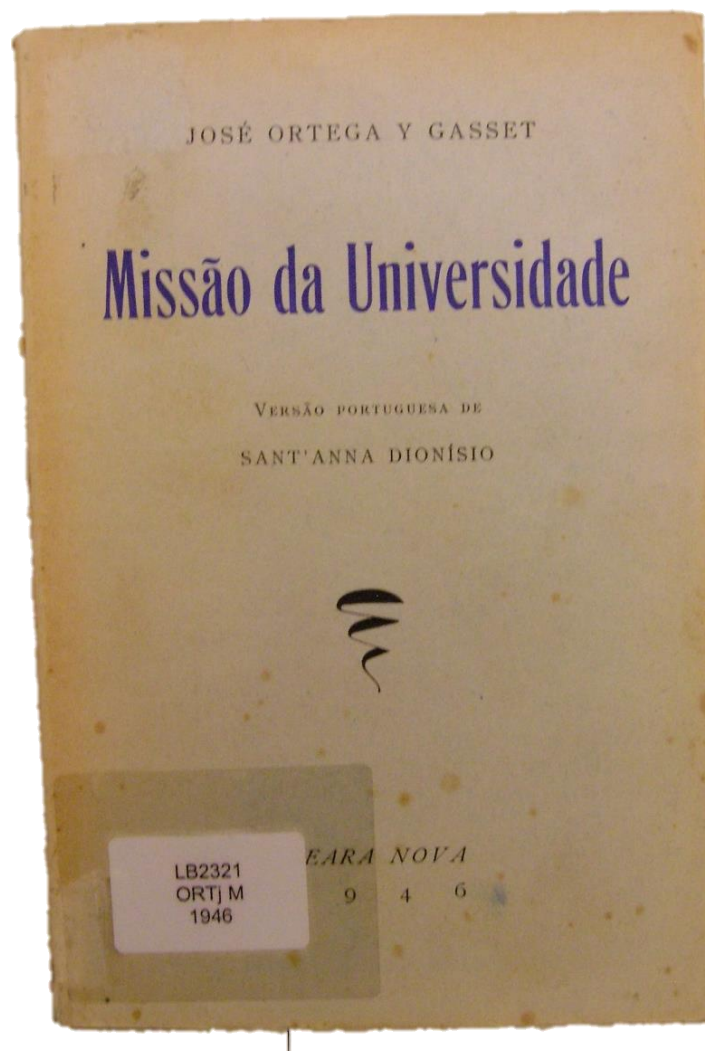 JOSÉ ORTEGA Y GASSET
Missão da Universidade
VERSÃO PORTUGUESA DE
SANT'ANNA DIONÍSIO
EARA NOVA
9 4 6
LB2321
ORTj M
1946